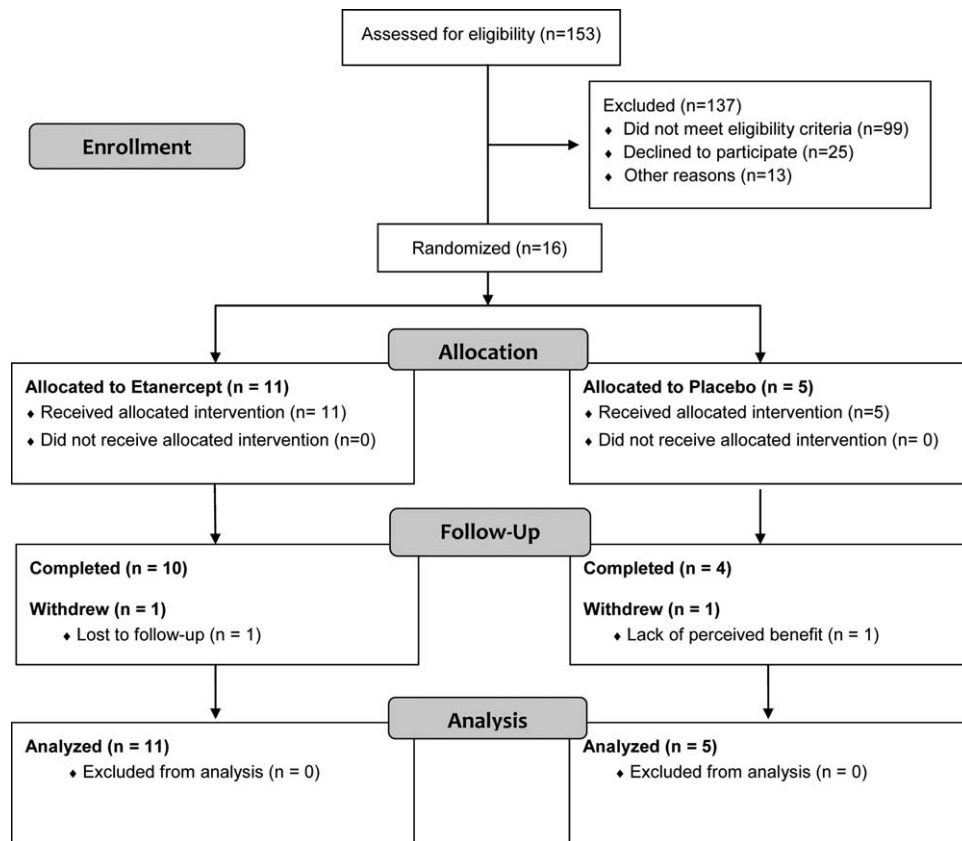 Assessed for eligibility (n=153)
Excluded (n=137)
♦ Did not meet eligibility criteria (n=99)
♦ Declined to participate (n=25)
♦ Other reasons (n=13)
Enrollment
Randomized (n=16)
Allocation
Allocated to Etanercept (n = 11)
♦ Received allocated intervention (n= 11)
♦ Did not receive allocated intervention (n=0)
Allocated to Placebo (n = 5)
♦ Received allocated intervention (n=5)
♦ Did not receive allocated intervention (n= 0)
Follow-Up
Completed (n = 10)
Withdrew (n = 1)
♦ Lost to follow-up (n = 1)
Completed (n = 4)
Withdrew (n = 1)
♦ Lack of perceived benefit (n = 1)
Analysis
Analyzed (n = 11)
♦ Excluded from analysis (n = 0)
Analyzed (n = 5)
♦ Excluded from analysis (n = 0)